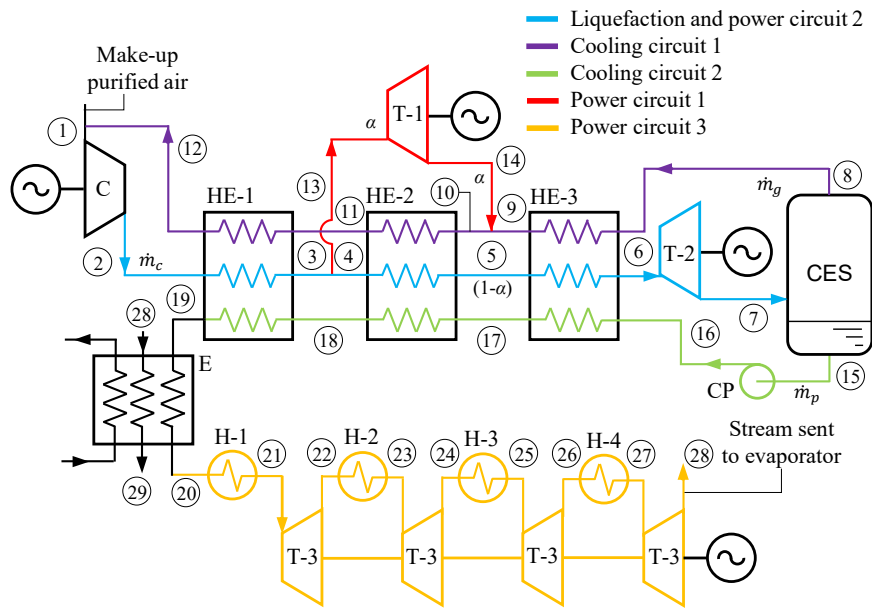 Liquefaction and power circuit 2
Cooling circuit 1
Cooling circuit 2
Power circuit 1
Power circuit 3
Make-up
purified air
1
12
C
2
ṁc
α
T-1
14
13
α
HE-1
11
HE-2
10
9
HE-3
8
ṁg
3
4
5
(1-α)
6
T-2
7
CES
19
18
17
16
15
CP
ṁp
28
E
29
20
H-1
21
22
H-2
23
24
H-3
25
26
H-4
27
28
Stream sent
to evaporator
T-3
T-3
T-3
T-3